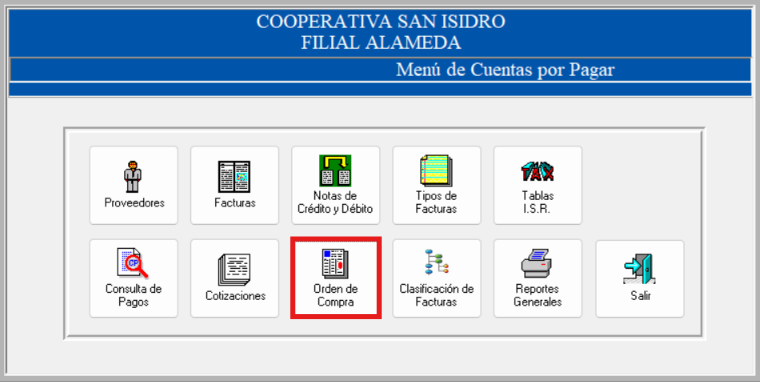 COOPERATIVA SAN ISIDRO
FILIAL ALAMEDA
Menú de Cuentas por Pagar
Proveedores
Facturas
Notas de
Crédito y Débito
Tipos de
Facturas
TAX
Tablas
I.S.R.
CP
Consulta de
Pagos
Cotizaciones
Orden de
Compra
Clasificación de
Facturas
Reportes
Generales
Salir